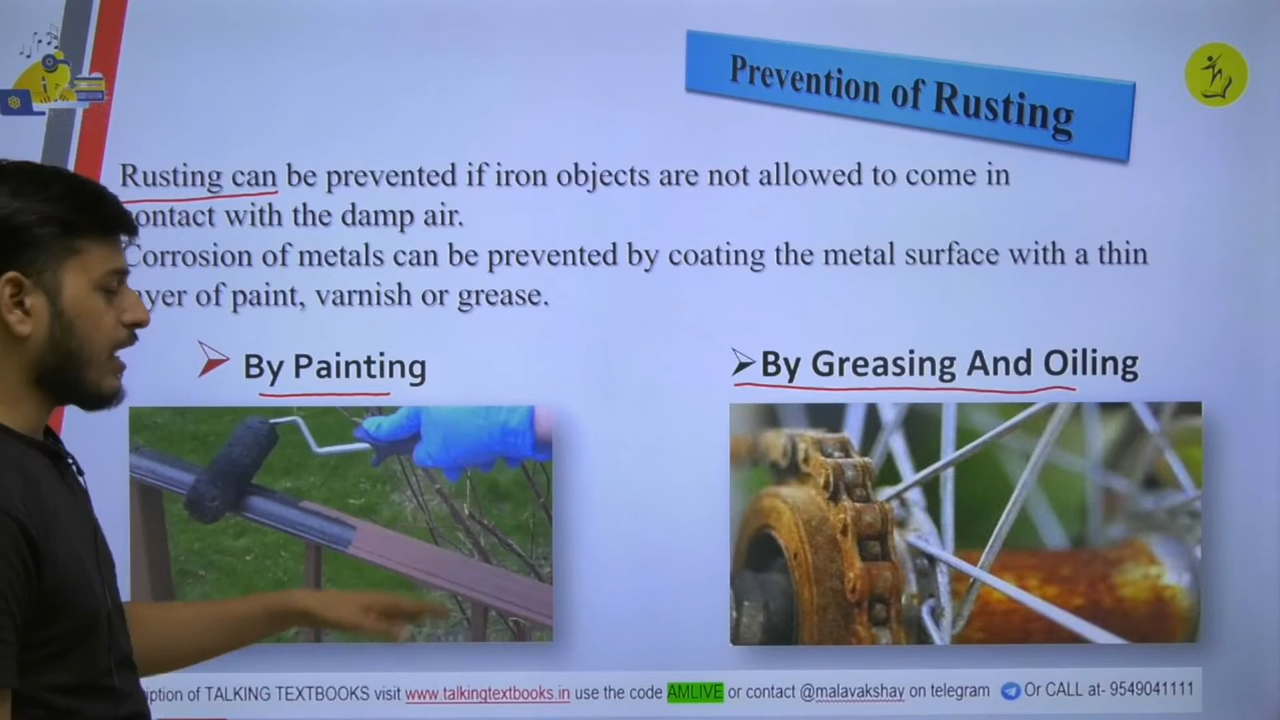 Prevention of Rusting
Rusting can be prevented if iron objects are not allowed to come in
contact with the damp air.
Corrosion of metals can be prevented by coating the metal surface with a thin
of paint, varnish or grease.
By Painting
By Greasing And Oiling
of TALKING TEXTBOOKS visit www.talkingtextbooks.in use the code AMLIVE or contact @malavakshay on telegram Or CALL at- 9549041111